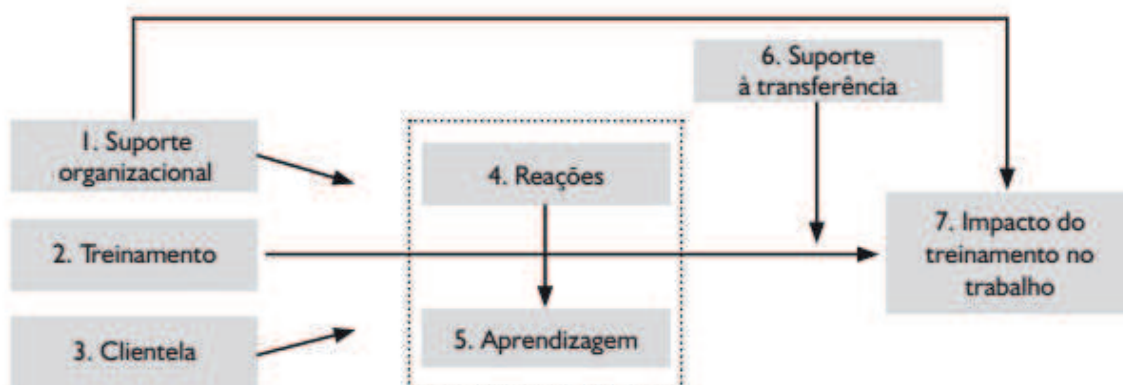 6. Suporte
à transferência
1. Suporte
organizacional
4. Reações
2. Treinamento
7. Impacto do
treinamento no
trabalho
3. Clientela
5. Aprendizagem